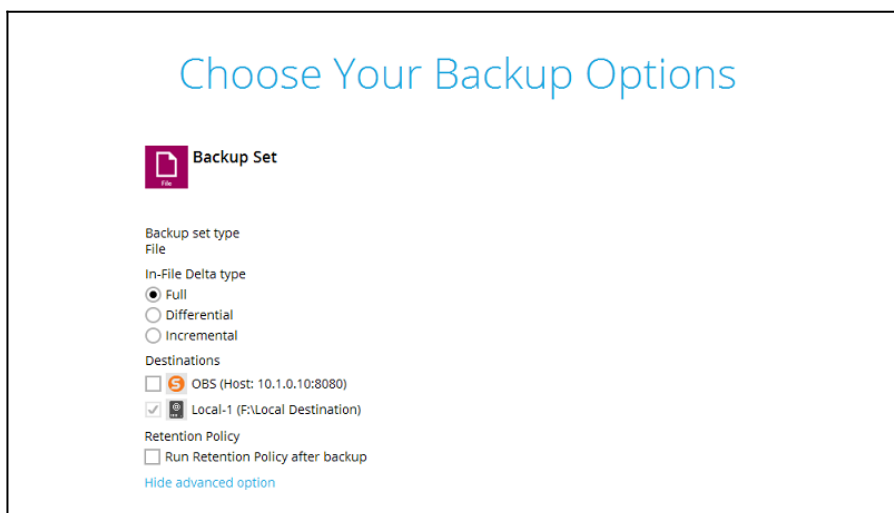 Choose Your Backup Options
Backup Set
File
Backup set type
File
In-File Delta type
Full
Differential
Incremental
Destinations
OBS (Host: 10.1.0.10:8080)
Local-1 (F:\Local Destination)
Retention Policy
Run Retention Policy after backup
Hide advanced option